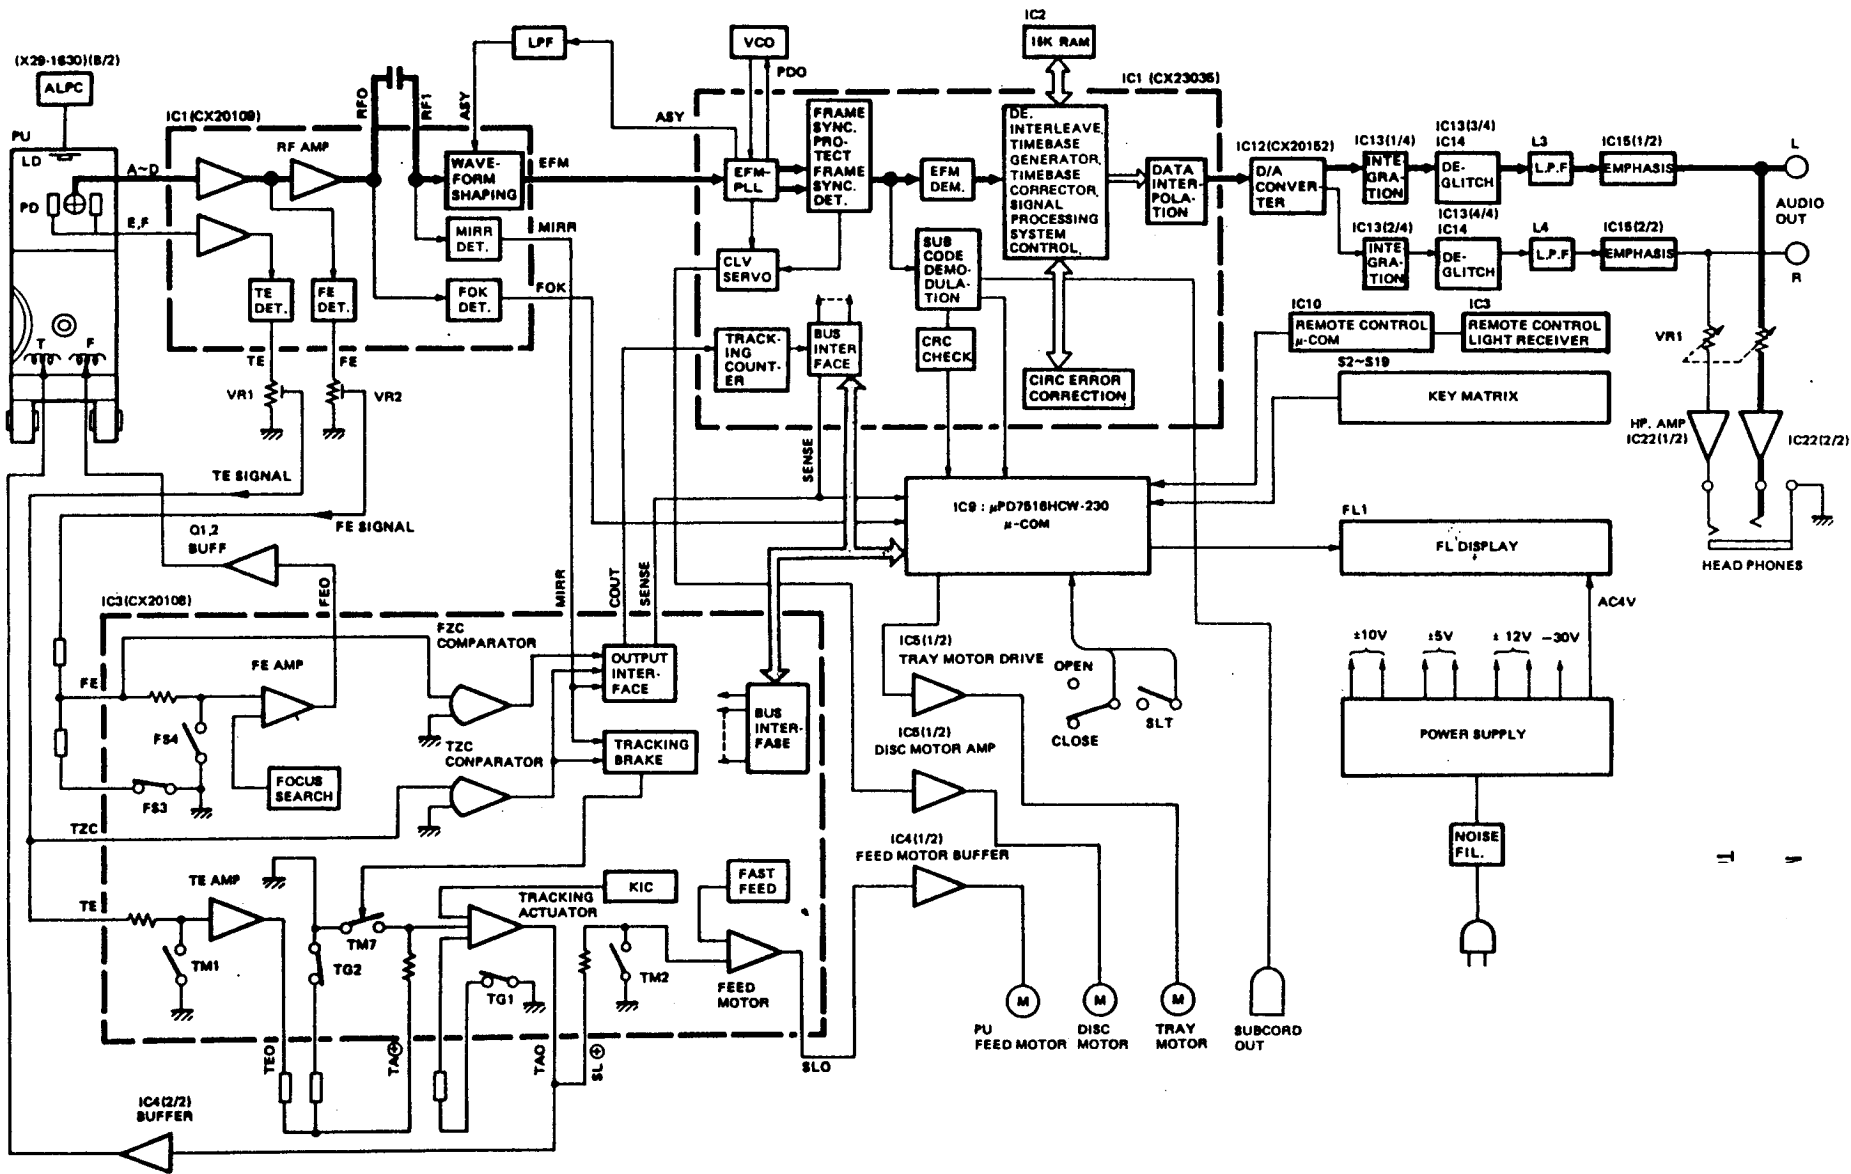 IC2
16K RAM
(X29-1630)(B/2)
ALPC
LPF
VCO
PDO
IC1 (CX23035)
IC1(CX20109)
PU
LD
PD
A~D
E,F
RF AMP
RFO
RF1
ASY
ASY
WAVE-
FORM
SHAPING
EFM
MIRR
DET.
MIRR
FOK
DET.
FOK
TE
DET.
FE
DET.
TE
FE
VR1
VR2
T
F
TE SIGNAL
FE SIGNAL
EFM-
PLL
FRAME
SYNC.
PRO-
TECT
FRAME
SYNC.
DET.
EFM
DEM.
DE.
INTERLEAVE,
TIMEBASE
GENERATOR,
TIMEBASE
CORRECTOR,
SIGNAL
PROCESSING
SYSTEM
CONTROL,
DATA
INTER
POLA-
TION
CLV
SERVO
SUB
CODE
DEMO-
DULA-
TION
TRACK-
ING
COUNT-
ER
BUS
INTER
FACE
CRC
CHECK
CIRC ERROR
CORRECTION
SENSE
IC12(CX20152)
D/A
CONVER-
TER
IC13(1/4)
INTE
GRA-
TION
IC13(3/4)
IC14
DE-
GLITCH
L3
L.P.F
IC15(1/2)
EMPHASIS
L
AUDIO
OUT
R
IC13(2/4)
INTE
GRA-
TION
IC13(4/4)
IC14
DE-
GLITCH
L4
L.P.F
IC15(2/2)
EMPHASIS
IC10
REMOTE CONTROL
μ-COM
IC3
REMOTE CONTROL
LIGHT RECEIVER
S2~S19
KEY MATRIX
VR1
HP. AMP
IC22(1/2)
IC22(2/2)
HEAD PHONES
IC9 : μPD7516HCW-230
μ-COM
FL1
FL DISPLAY
AC4V
±10V
±5V
± 12V
-30V
POWER SUPPLY
NOISE
FIL.
Q1,2
BUFF
FEO
MIRR
COUT
SENSE
IC3(CX20108)
FZC
COMPARATOR
FE AMP
FE
FS4
FS3
FOCUS
SEARCH
TZC
CONPARATOR
OUTPUT
INTER-
FACE
TRACKING
BRAKE
BUS
INTER-
FASE
TZC
TE AMP
TE
TM1
TG2
TM7
TRACKING
ACTUATOR
KIC
TG1
FAST
FEED
TM2
FEED
MOTOR
TEO
TA⊕
TAO
SL⊕
SLO
IC4(2/2)
BUFFER
IC5(1/2)
TRAY MOTOR DRIVE
OPEN
CLOSE
SLT
IC5(1/2)
DISC MOTOR AMP
IC4(1/2)
FEED MOTOR BUFFER
M
M
M
PU
FEED MOTOR
DISC
MOTOR
TRAY
MOTOR
SUBCORD
OUT